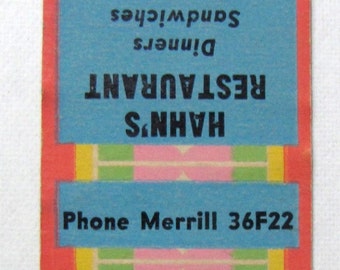 HAHN'S
RESTAURANT
Dinners
Sandwiches
Phone Merrill 36F22